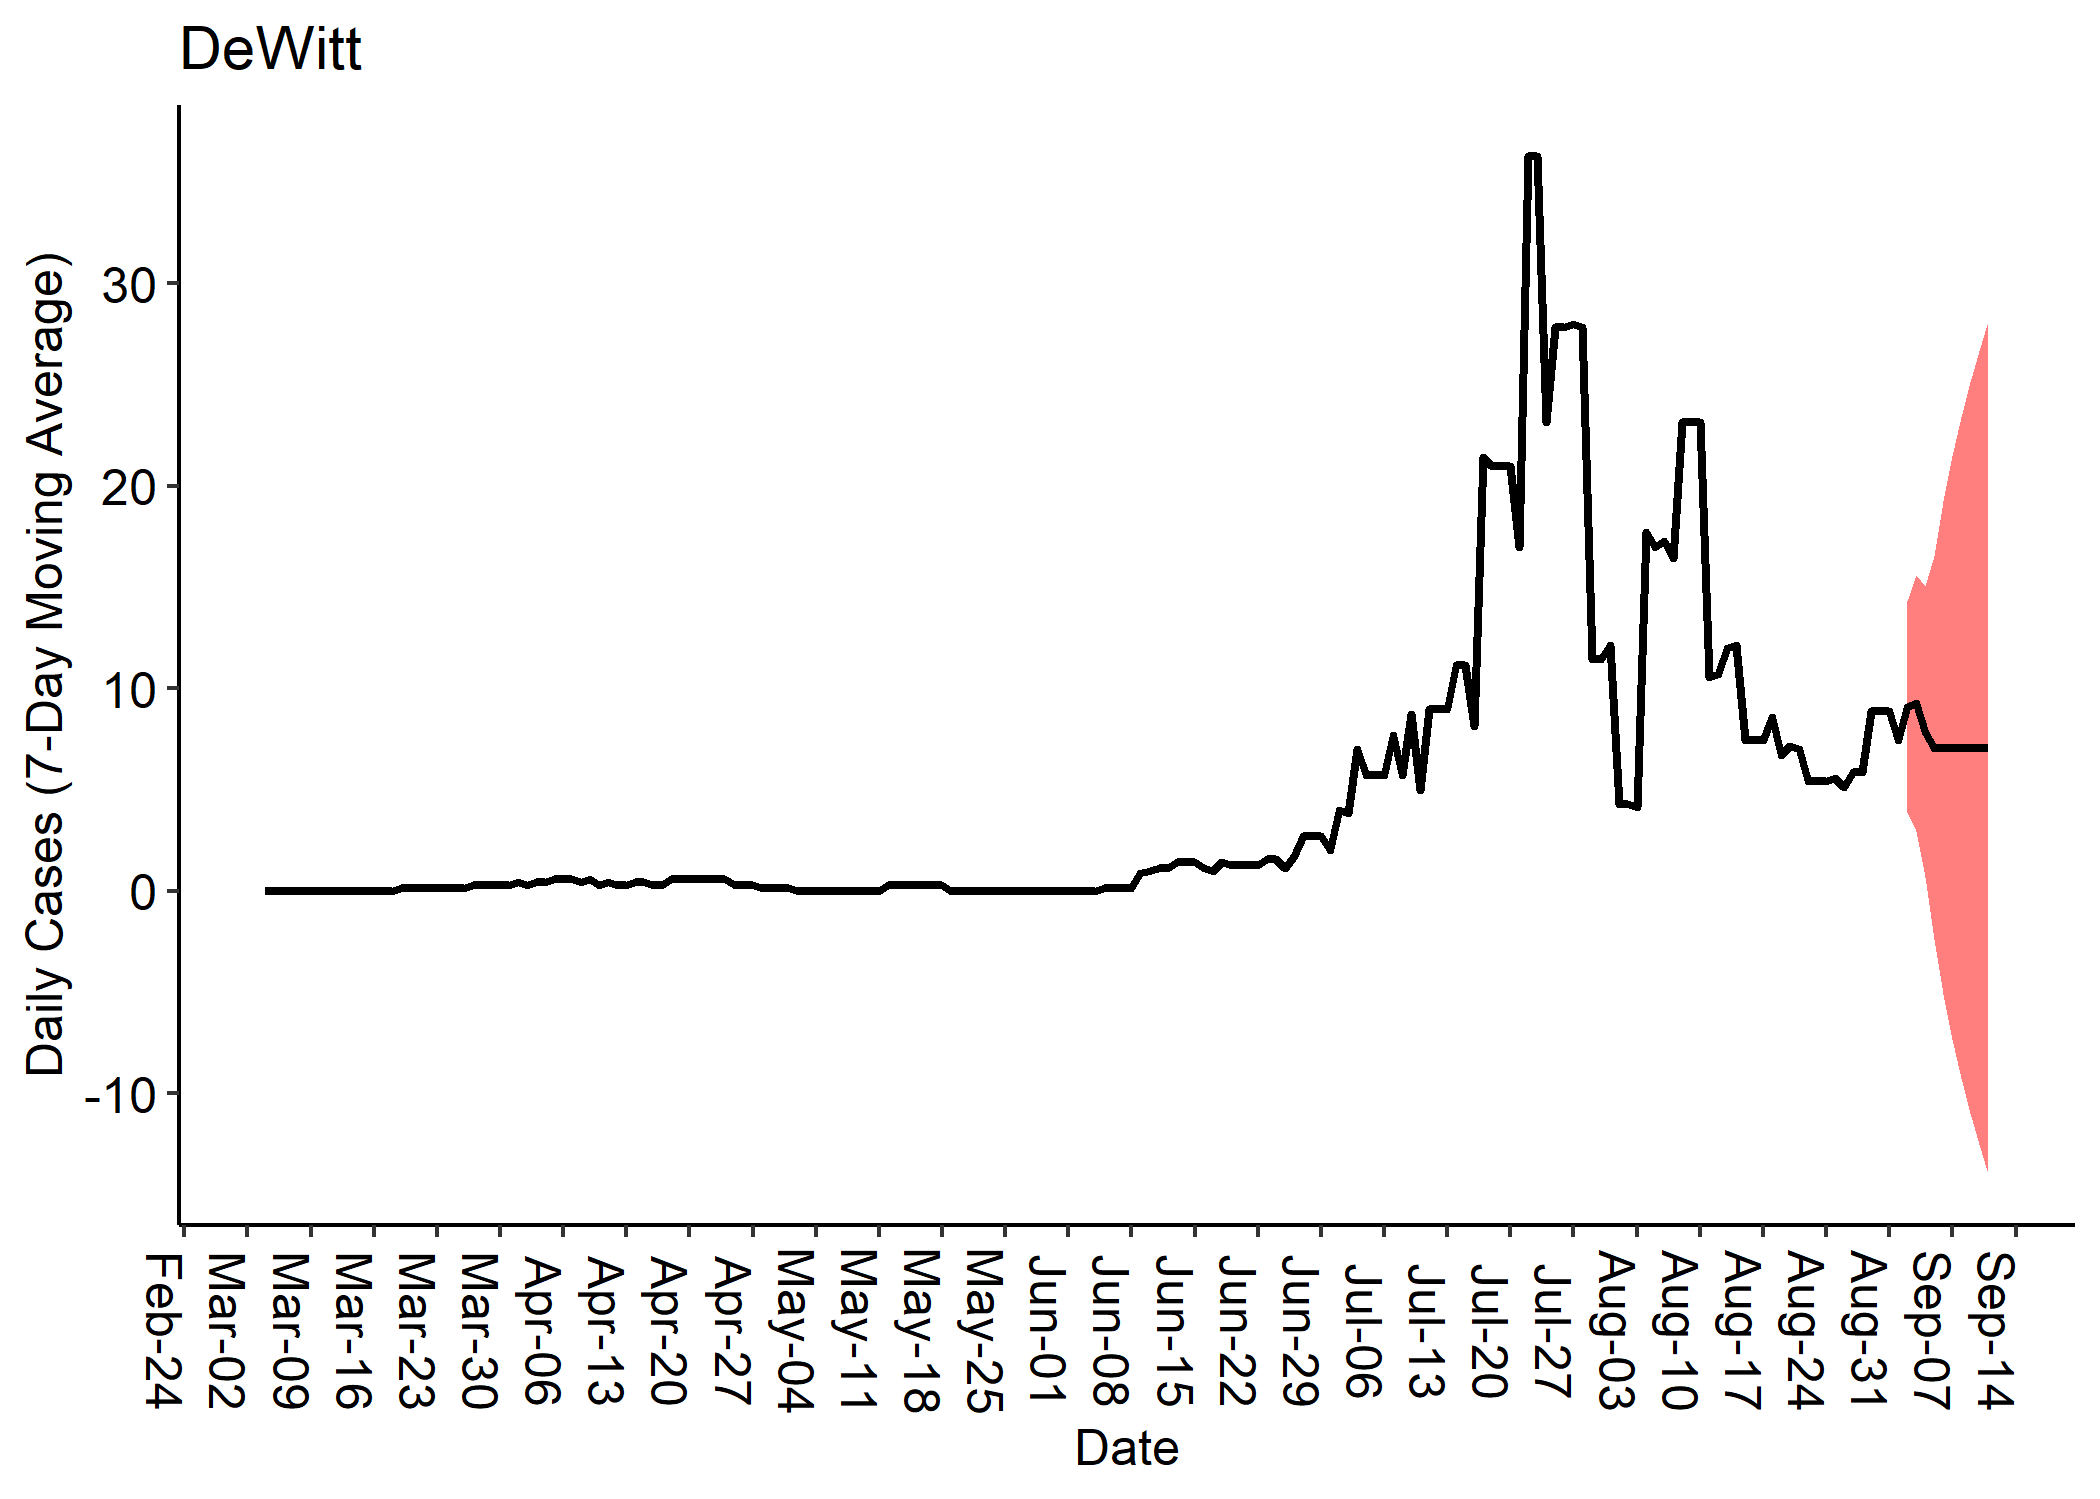 DeWitt
Daily Cases (7-Day Moving Average)
30
20
10
0
-10
Feb-24
Mar-02
Mar-09
Mar-16
Mar-23
Mar-30
Apr-06
Apr-13
Apr-20
Apr-27
May-04
May-11
May-18
May-25
Jun-01
Jun-08
Jun-15
Jun-22
Jun-29
Jul-06
Jul-13
Jul-20
Jul-27
Aug-03
Aug-10
Aug-17
Aug-24
Aug-31
Sep-07
Sep-14
Date